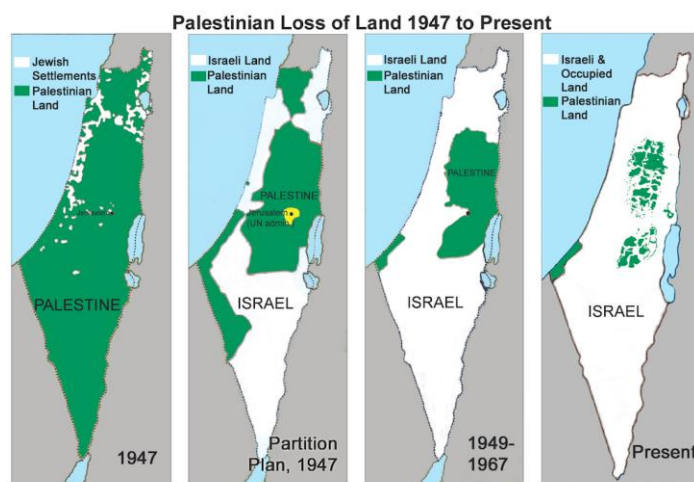 Palestinian Loss of Land 1947 to Present
Jewish
Settlements
Palestinian
Land
Jerusalem
PALESTINE
1947
Israeli Land
Palestinian
Land
PALESTINE
Jerusalem
(UN admin)
ISRAEL
Partition
Plan, 1947
Israeli Land
Palestinian
Land
PALESTINE
ISRAEL
1949-
1967
Israeli &
Occupied Land
Palestinian
Land
ISRAEL
Present